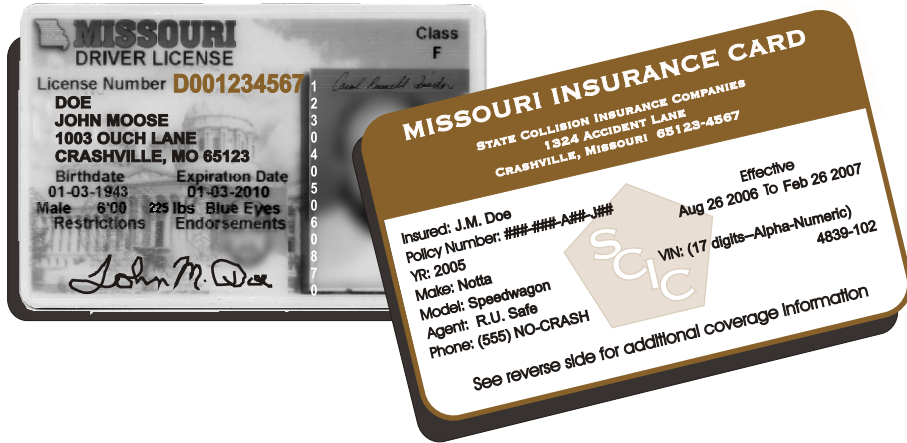 MISSOURI
DRIVER LICENSE
Class
F
License Number D001234567
DOE
JOHN MOOSE
1003 OUCH LANE
CRASHVILLE, MO 65123
Birthdate Expiration Date
01-03-1943 01-03-2010
Male 6'00 225 lbs Blue Eyes
Restrictions Endorsements
John M. Doe
1
2
3
0
4
0
5
0
6
0
8
7
0
MISSOURI INSURANCE CARD
STATE COLLISION INSURANCE COMPANIES
1324 ACCIDENT LANE
CRASHVILLE, MISSOURI 65123-4567
Effective
Aug 26 2006 To Feb 26 2007
Insured: J.M. Doe
Policy Number: ###-###-A##-J##
YR: 2005
VIN: (17 digits–Alpha-Numeric)
4839-102
Make: Notta
Model: Speedwagon
Agent: R.U. Safe
Phone: (555) NO-CRASH
SCIC
See reverse side for additional coverage information